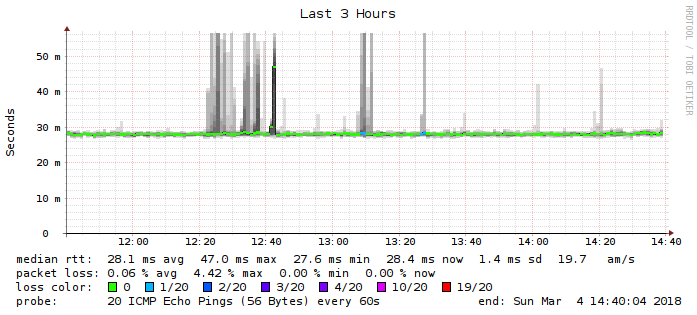 Last 3 Hours
RRDTOOL / TOBI OETIKER
Seconds
50 m
40 m
30 m
20 m
10 m
0
12:00 12:20 12:40 13:00 13:20 13:40 14:00 14:20 14:40
median rtt: 28.1 ms avg 47.0 ms max 27.6 ms min 28.4 ms now 1.4 ms sd 19.7 am/s
packet loss: 0.06 % avg 4.42 % max 0.00 % min 0.00 % now
loss color: 0 1/20 2/20 3/20 4/20 10/20 19/20
probe: 20 ICMP Echo Pings (56 Bytes) every 60s end: Sun Mar 4 14:40:04 2018